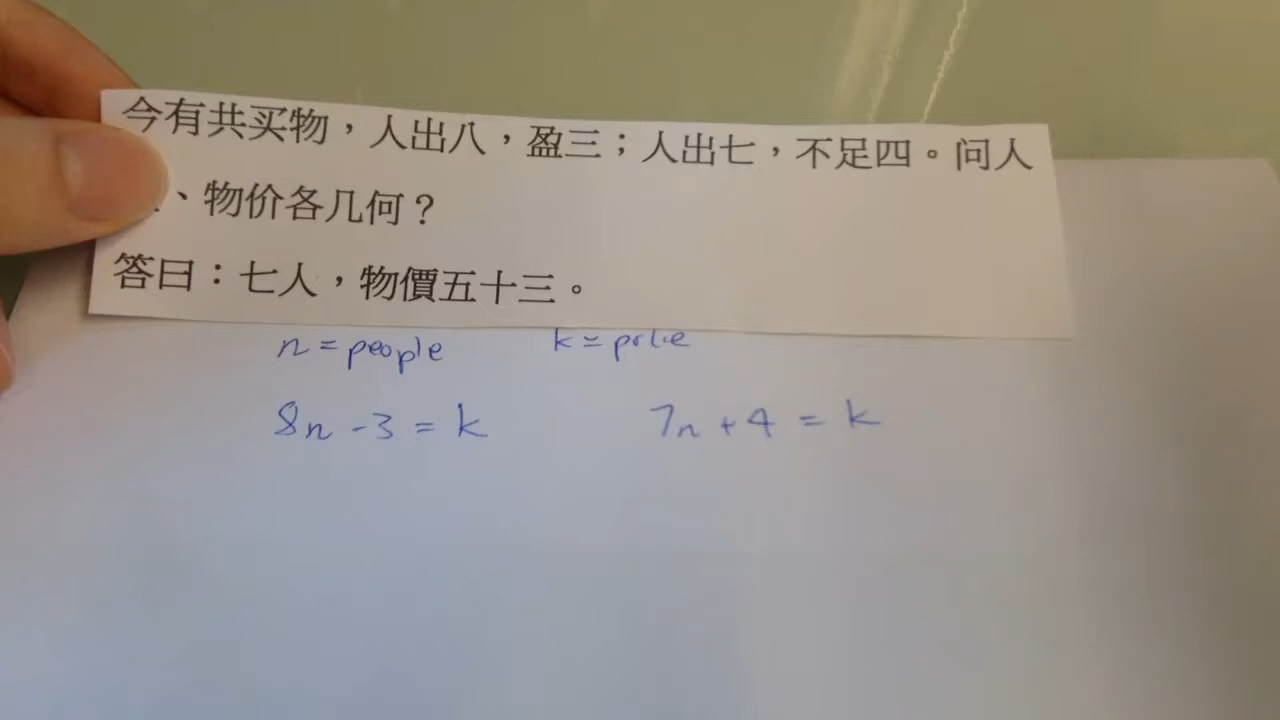 今有共买物，人出八，盈三；人出七，不足四。问人
、物价各几何？
答曰：七人，物價五十三。
n = people k = price
8n - 3 = k 7n + 4 = k